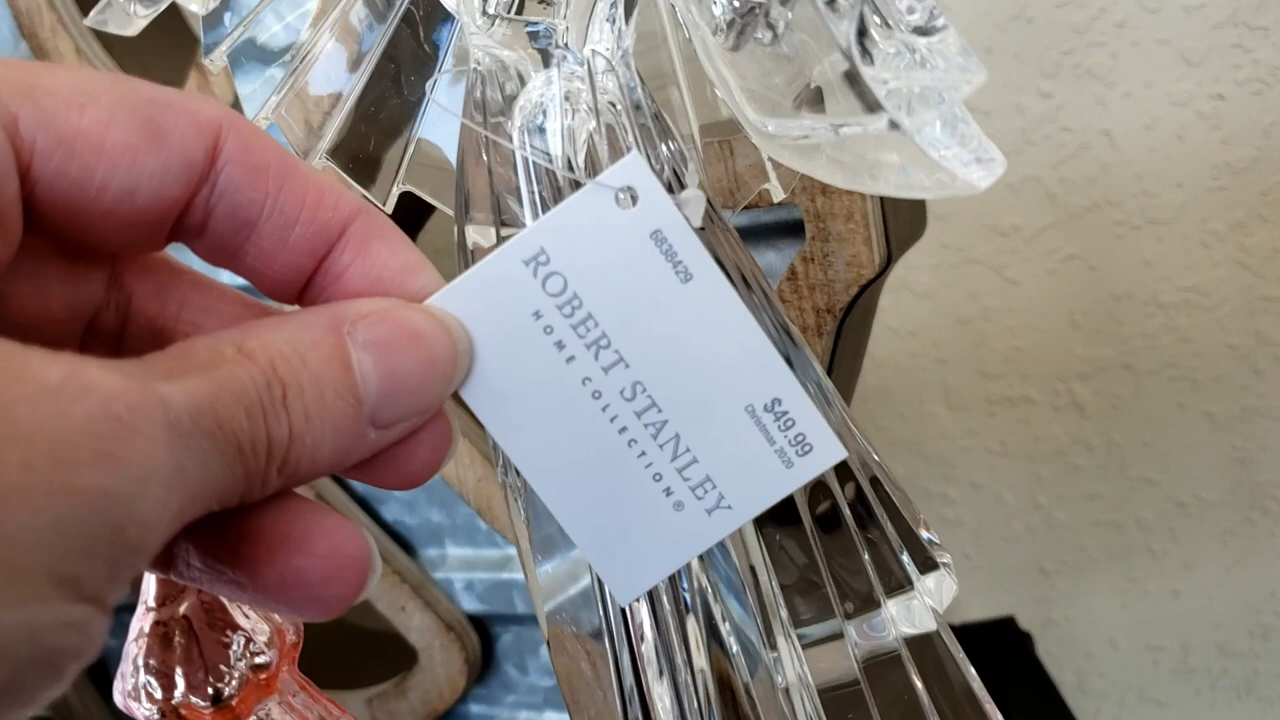 6838429
ROBERT STANLEY
HOME COLLECTION®
$49.99
Christmas 2020